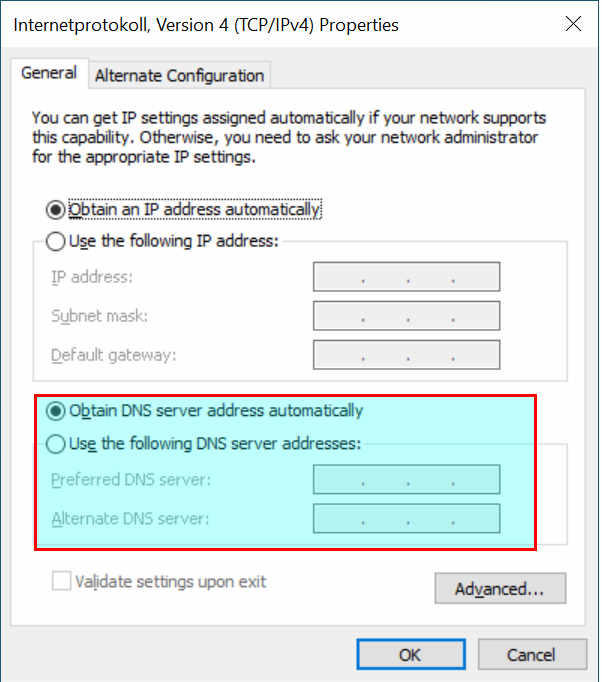 Internetprotokoll, Version 4 (TCP/IPv4) Properties
General
Alternate Configuration
You can get IP settings assigned automatically if your network supports
this capability. Otherwise, you need to ask your network administrator
for the appropriate IP settings.
Obtain an IP address automatically
Use the following IP address:
IP address:
Subnet mask:
Default gateway:
Obtain DNS server address automatically
Use the following DNS server addresses:
Preferred DNS server:
Alternate DNS server:
Validate settings upon exit
Advanced...
OK
Cancel